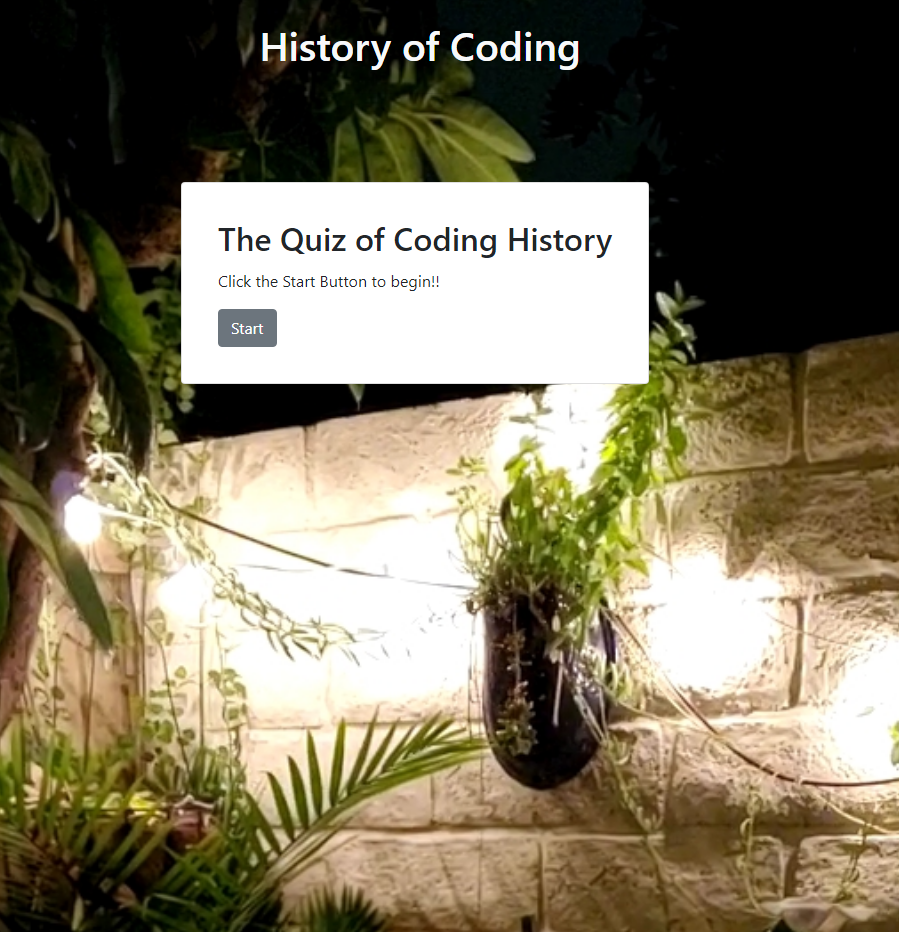 History of Coding
The Quiz of Coding History
Click the Start Button to begin!!
Start